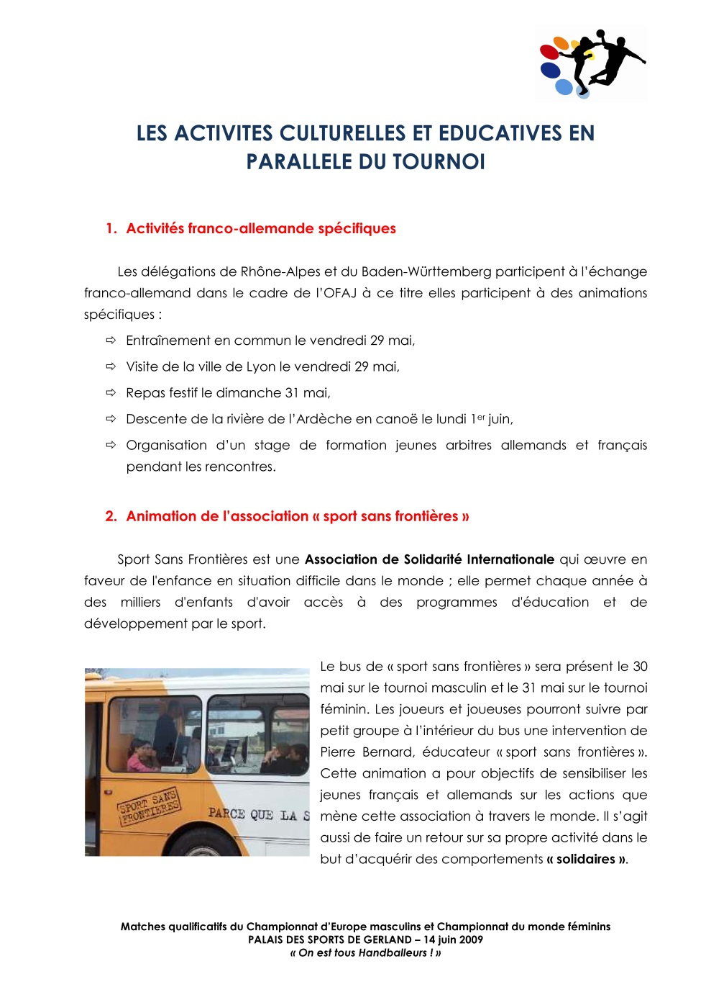 LES ACTIVITES CULTURELLES ET EDUCATIVES EN
PARALLELE DU TOURNOI
1. Activités franco-allemande spécifiques
Les délégations de Rhône-Alpes et du Baden-Württemberg participent à l’échange
franco-allemand dans le cadre de l’OFAJ à ce titre elles participent à des animations
spécifiques :
⇨ Entraînement en commun le vendredi 29 mai,
⇨ Visite de la ville de Lyon le vendredi 29 mai,
⇨ Repas festif le dimanche 31 mai,
⇨ Descente de la rivière de l’Ardèche en canoë le lundi 1er juin,
⇨ Organisation d’un stage de formation jeunes arbitres allemands et français
pendant les rencontres.
2. Animation de l’association « sport sans frontières »
Sport Sans Frontières est une Association de Solidarité Internationale qui œuvre en
faveur de l'enfance en situation difficile dans le monde ; elle permet chaque année à
des milliers d'enfants d'avoir accès à des programmes d'éducation et de
développement par le sport.
Le bus de « sport sans frontières » sera présent le 30
mai sur le tournoi masculin et le 31 mai sur le tournoi
féminin. Les joueurs et joueuses pourront suivre par
petit groupe à l’intérieur du bus une intervention de
Pierre Bernard, éducateur « sport sans frontières ».
Cette animation a pour objectifs de sensibiliser les
jeunes français et allemands sur les actions que
mène cette association à travers le monde. Il s’agit
aussi de faire un retour sur sa propre activité dans le
but d’acquérir des comportements « solidaires ».
SPORT SANS
FRONTIERES
PARCE QUE LA S
Matches qualificatifs du Championnat d’Europe masculins et Championnat du monde féminins
PALAIS DES SPORTS DE GERLAND – 14 juin 2009
« On est tous Handballeurs ! »